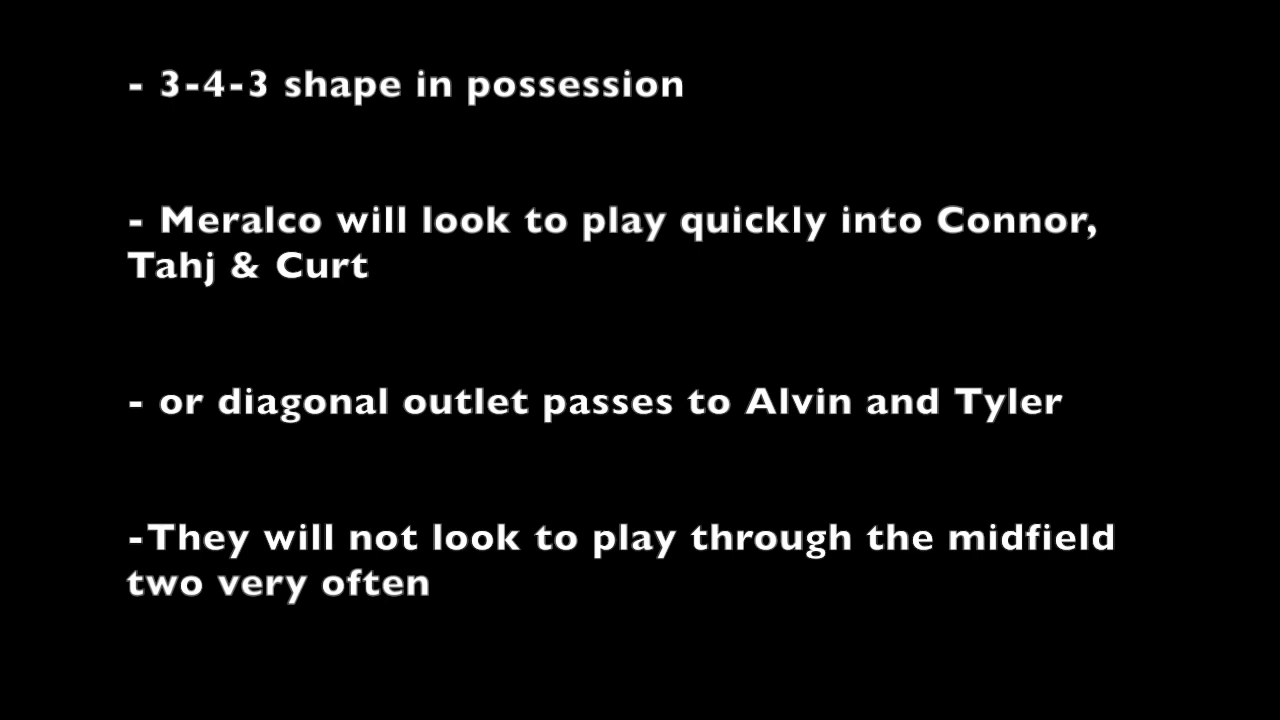 - 3-4-3 shape in possession
- Meralco will look to play quickly into Connor,
Tahj & Curt
- or diagonal outlet passes to Alvin and Tyler
-They will not look to play through the midfield
two very often